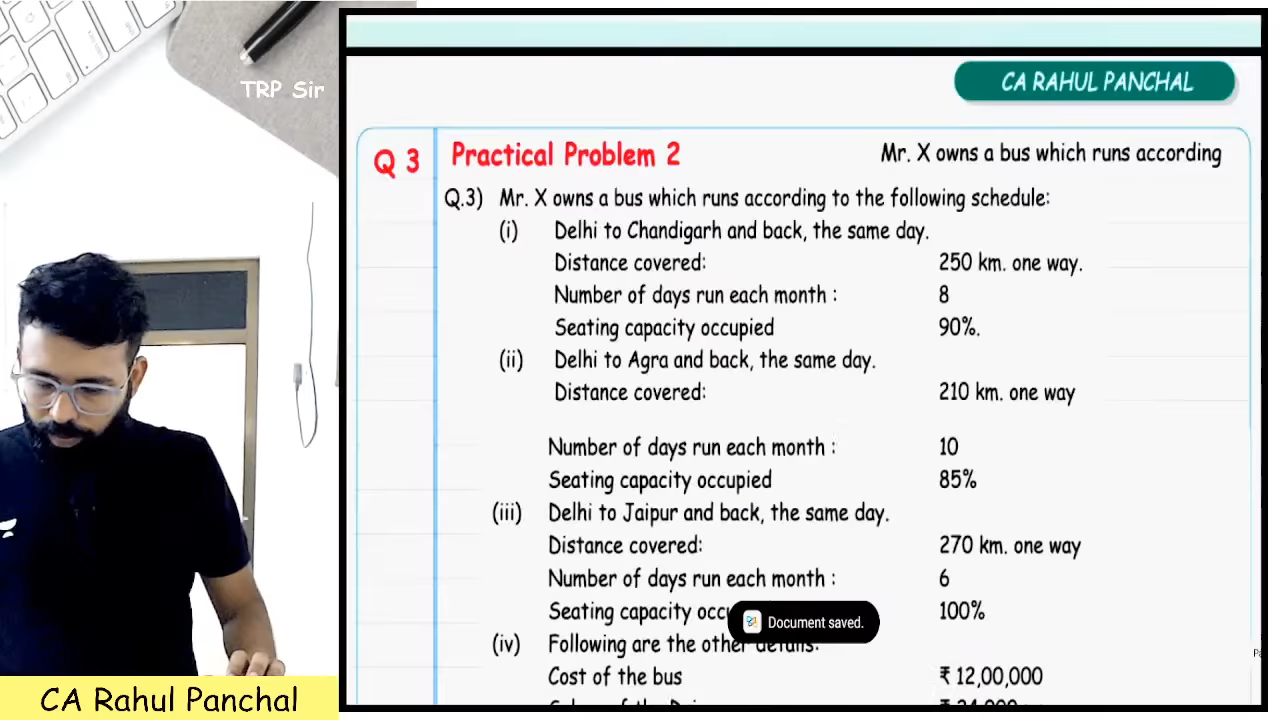 TRP Sir
CA RAHUL PANCHAL
Q 3 Practical Problem 2 Mr. X owns a bus which runs according
Q.3) Mr. X owns a bus which runs according to the following schedule:
(i) Delhi to Chandigarh and back, the same day.
Distance covered: 250 km. one way.
Number of days run each month : 8
Seating capacity occupied 90%.
(ii) Delhi to Agra and back, the same day.
Distance covered: 210 km. one way
Number of days run each month : 10
Seating capacity occupied 85%
(iii) Delhi to Jaipur and back, the same day.
Distance covered: 270 km. one way
Number of days run each month : 6
Seating capacity 100%
Document saved.
(iv) Following are the other details:
Cost of the bus ₹ 12,00,000
CA Rahul Panchal